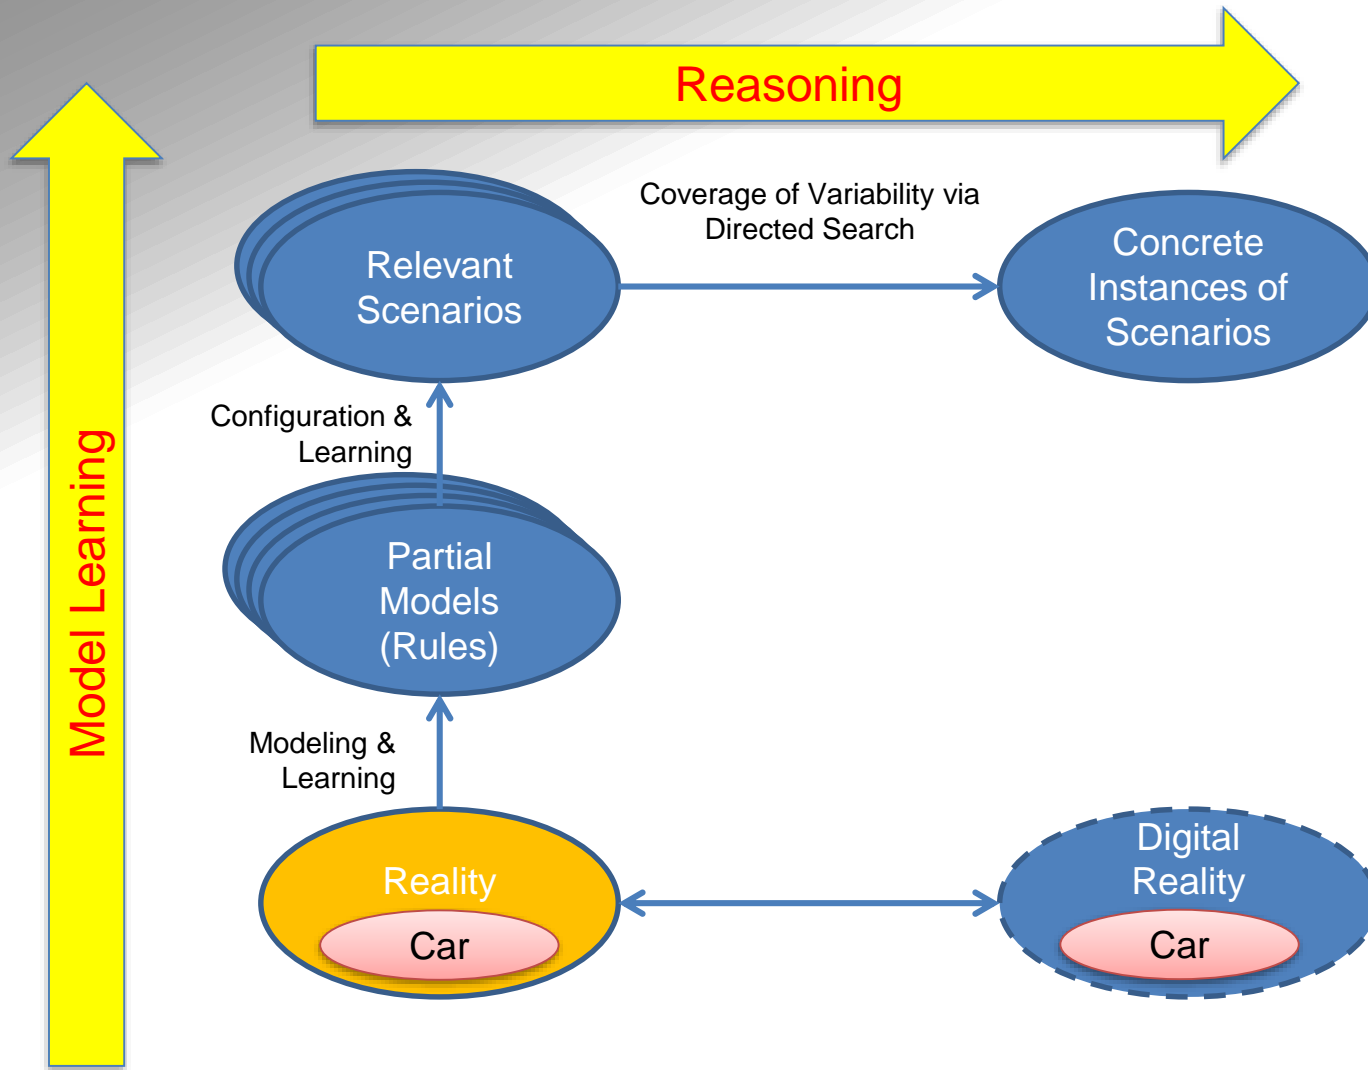 Reasoning
Model Learning
Coverage of Variability via
Directed Search
Relevant
Scenarios
Concrete
Instances of
Scenarios
Configuration &
Learning
Partial
Models
(Rules)
Modeling &
Learning
Reality
Car
Digital
Reality
Car